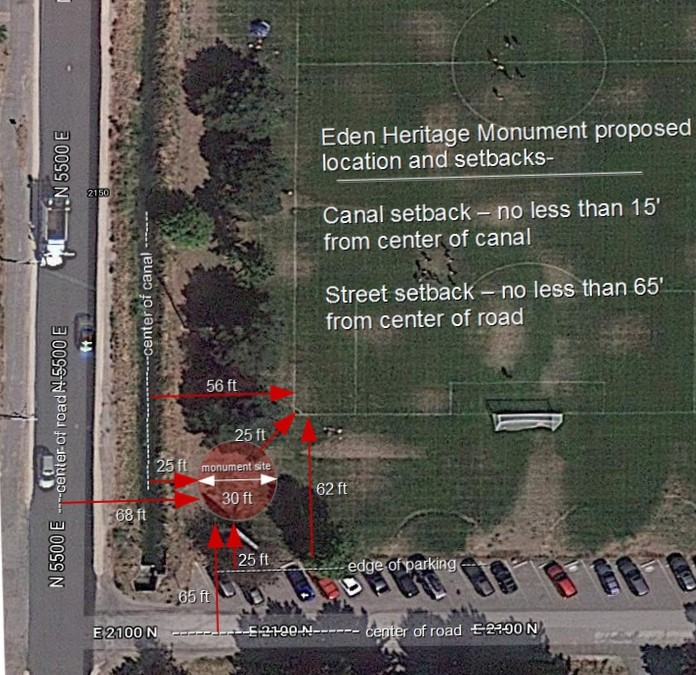 N 5500 E
2150
Eden Heritage Monument proposed
location and setbacks-
Canal setback – no less than 15'
from center of canal
Street setback – no less than 65'
from center of road
center of canal
N 5500 E
N 5500 E
center of road
N 5500 E
56 ft
25 ft
25 ft
monument site
30 ft
68 ft
62 ft
25 ft
edge of parking
65 ft
E 2100 N
E 2100 N
center of road
E 2100 N